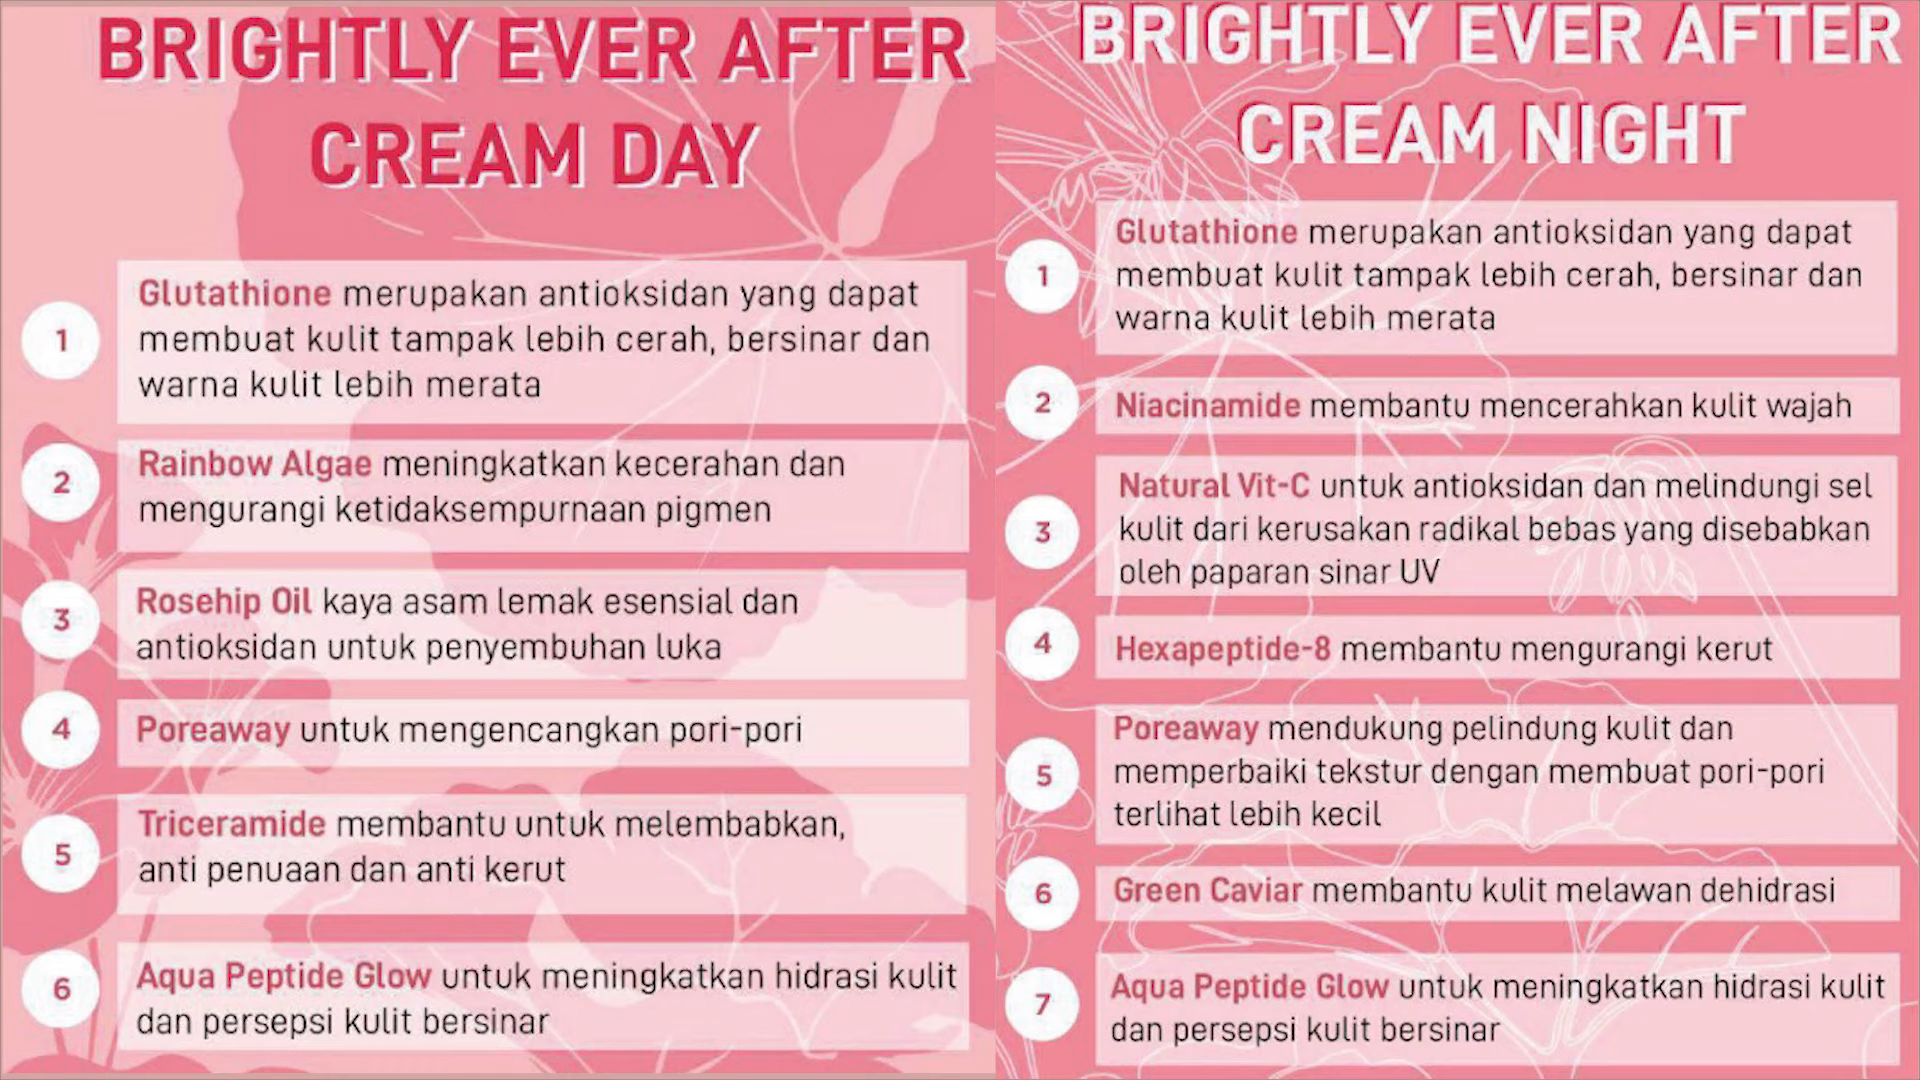 BRIGHTLY EVER AFTER
CREAM DAY
1
Glutathione merupakan antioksidan yang dapat
membuat kulit tampak lebih cerah, bersinar dan
warna kulit lebih merata
2
Rainbow Algae meningkatkan kecerahan dan
mengurangi ketidaksempurnaan pigmen
3
Rosehip Oil kaya asam lemak esensial dan
antioksidan untuk penyembuhan luka
4
Poreaway untuk mengencangkan pori-pori
5
Triceramide membantu untuk melembabkan,
anti penuaan dan anti kerut
6
Aqua Peptide Glow untuk meningkatkan hidrasi kulit
dan persepsi kulit bersinar
BRIGHTLY EVER AFTER
CREAM NIGHT
1
Glutathione merupakan antioksidan yang dapat
membuat kulit tampak lebih cerah, bersinar dan
warna kulit lebih merata
2
Niacinamide membantu mencerahkan kulit wajah
3
Natural Vit-C untuk antioksidan dan melindungi sel
kulit dari kerusakan radikal bebas yang disebabkan
oleh paparan sinar UV
4
Hexapeptide-8 membantu mengurangi kerut
5
Poreaway mendukung pelindung kulit dan
memperbaiki tekstur dengan membuat pori-pori
terlihat lebih kecil
6
Green Caviar membantu kulit melawan dehidrasi
7
Aqua Peptide Glow untuk meningkatkan hidrasi kulit
dan persepsi kulit bersinar